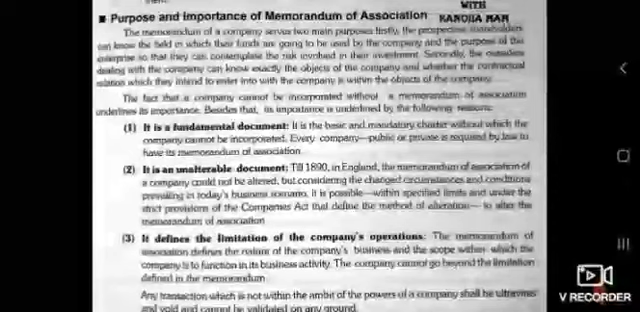 WITH
■ Purpose and Importance of Memorandum of Association KANODIA MAM
The memorandum of a company serves two main purposes firstly, the prospective shareholders
can know the field in which their funds are going to be used by the company and the purpose of the
enterprise so that they can contemplate the risk involved in their investment. Secondly, the outsiders
dealing with the company can know exactly the objects of the company and whether the contractual
relation which they intend to enter into with the company is within the objects of the company.
The fact that a company cannot be incorporated without a memorandum of association
underlines its importance. Besides that, its importance is underlined by the following reasons:
(1) It is a fundamental document: It is the basic and mandatory charter without which the
company cannot be incorporated. Every company—public or private is required by law to
have its memorandum of association.
(2) It is an unalterable document: Till 1890, in England, the memorandum of association of
a company could not be altered, but considering the changed circumstances and conditions
prevailing in today's business scenario, it is possible—within specified limits and under the
strict provisions of the Companies Act that define the method of alteration— to alter the
memorandum of association
(3) It defines the limitation of the company's operations: The memorandum of
association defines the nature of the company's business and the scope within which the
company is to function in its business activity. The company cannot go beyond the limitation
defined in the memorandum
Any transaction which is not within the ambit of the powers of a company shall be ultravires
and void and cannot be validated on any ground.
V RECORDER